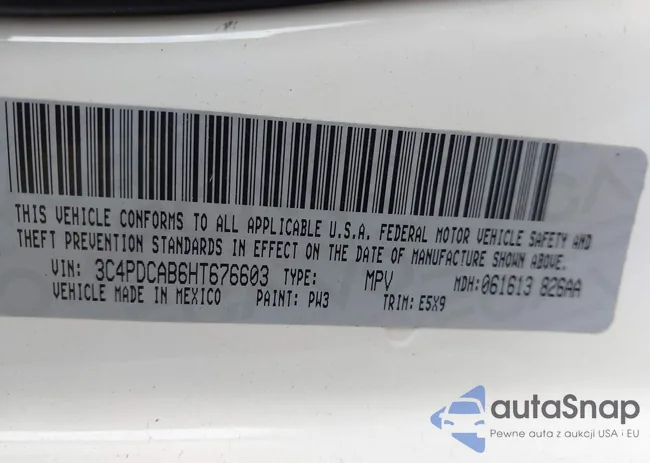 THIS VEHICLE CONFORMS TO ALL APPLICABLE U.S.A. FEDERAL MOTOR VEHICLE SAFETY AND
THEFT PREVENTION STANDARDS IN EFFECT ON THE DATE OF MANUFACTURE SHOWN ABOVE.
VIN: 3C4PDCAB6HT676603 TYPE: MPV MDH:061613 826AA
VEHICLE MADE IN MEXICO PAINT: PW3 TRIM: E5X9
autaSnap
Pewne auta z aukcji USA i EU